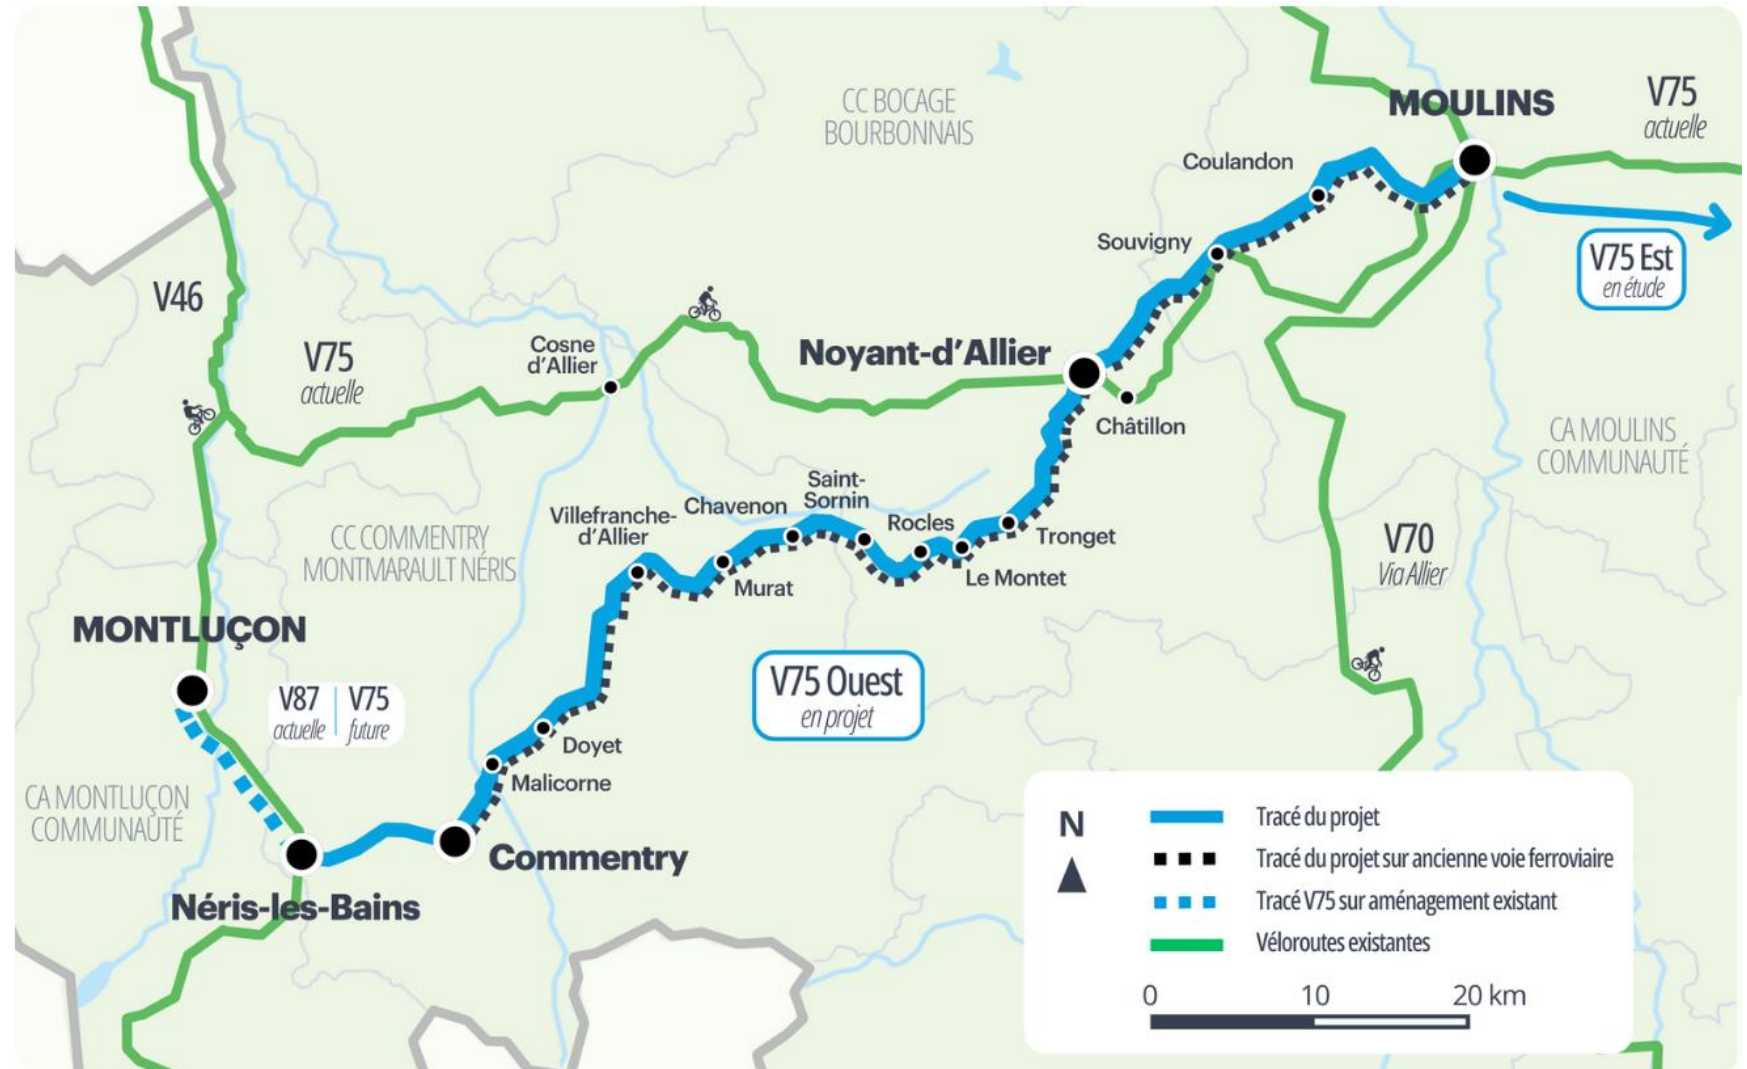 CC BOCAGE
BOURBONNAIS
MOULINS
V75
actuelle
Coulandon
Souvigny
V75 Est
en étude
V46
V75
actuelle
Cosne
d'Allier
Noyant-d'Allier
Châtillon
CA MOULINS
COMMUNAUTÉ
CC COMMENTRY
MONTMARAULT NÉRIS
Villefranche-
d'Allier
Chavenon
Saint-
Sornin
Rocles
Tronget
Le Montet
Murat
V70
Via Allier
MONTLUÇON
V87
actuelle
V75
future
V75 Ouest
en projet
Doyet
Malicorne
CA MONTLUÇON
COMMUNAUTÉ
Commentry
Néris-les-Bains
N
Tracé du projet
Tracé du projet sur ancienne voie ferroviaire
Tracé V75 sur aménagement existant
Véloroutes existantes
0 10 20 km